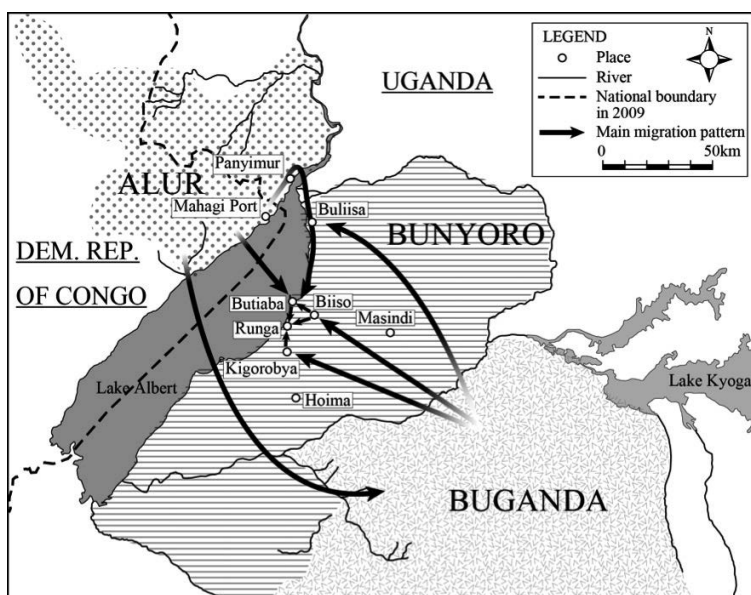 LEGEND
Place
River
National boundary
in 2009
Main migration pattern
0 50km
N
UGANDA
Panyimur
ALUR
Mahagi Port
Buliisa
BUNYORO
DEM. REP.
OF CONGO
Butiaba
Biiso
Runga
Masindi
Kigorobya
Lake Albert
Hoima
Lake Kyoga
BUGANDA